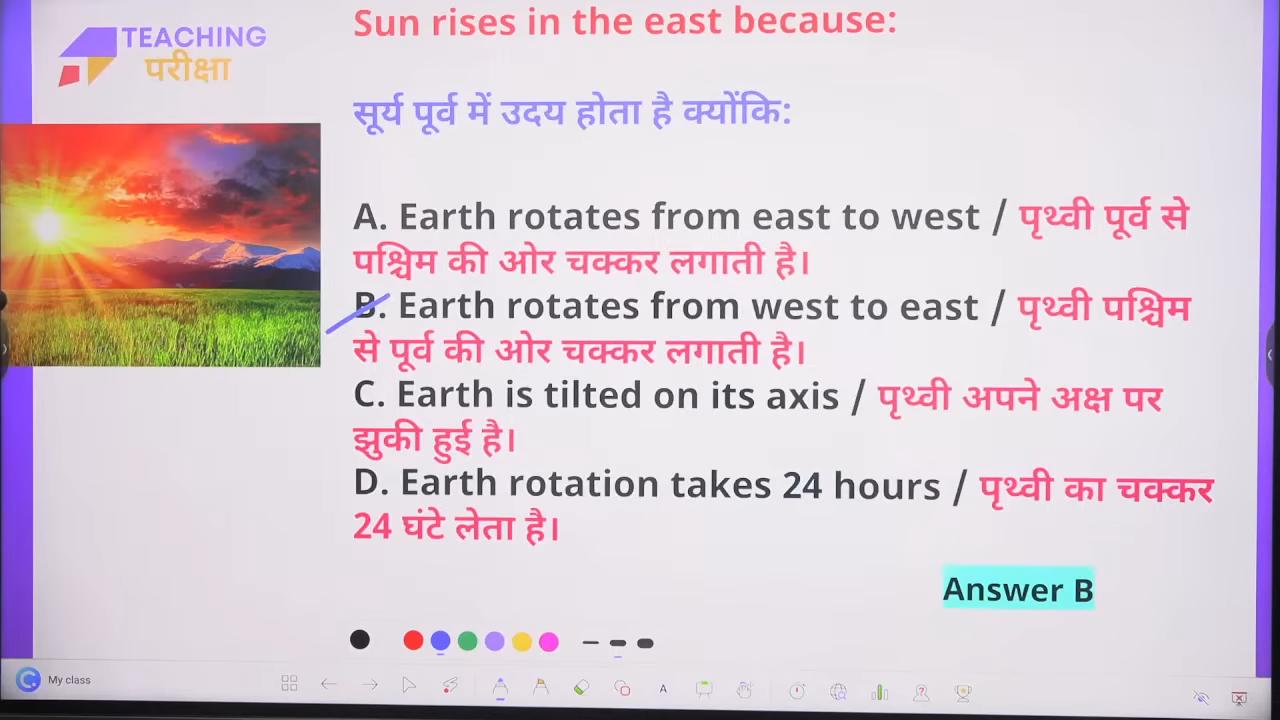 TEACHING
परीक्षा
Sun rises in the east because:
सूर्य पूर्व में उदय होता है क्योंकि:
A. Earth rotates from east to west / पृथ्वी पूर्व से
पश्चिम की ओर चक्कर लगाती है।
B. Earth rotates from west to east / पृथ्वी पश्चिम
से पूर्व की ओर चक्कर लगाती है।
C. Earth is tilted on its axis / पृथ्वी अपने अक्ष पर
झुकी हुई है।
D. Earth rotation takes 24 hours / पृथ्वी का चक्कर
24 घंटे लेता है।
Answer B
My class
A